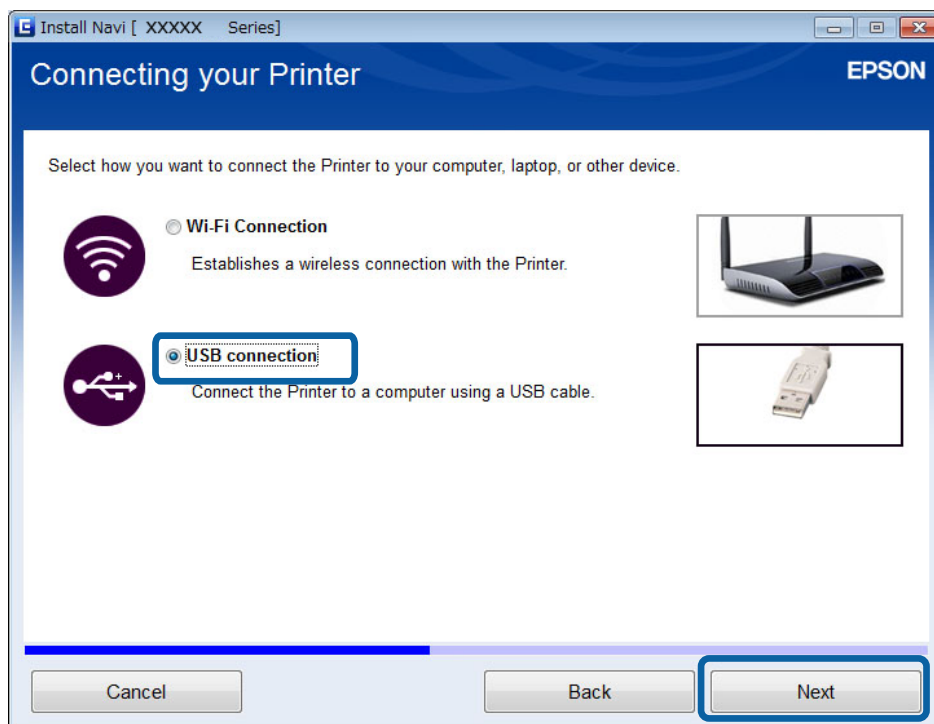 Install Navi [ XXXXX Series]
Connecting your Printer
EPSON
Select how you want to connect the Printer to your computer, laptop, or other device.
Wi-Fi Connection
Establishes a wireless connection with the Printer.
USB connection
Connect the Printer to a computer using a USB cable.
Cancel
Back
Next